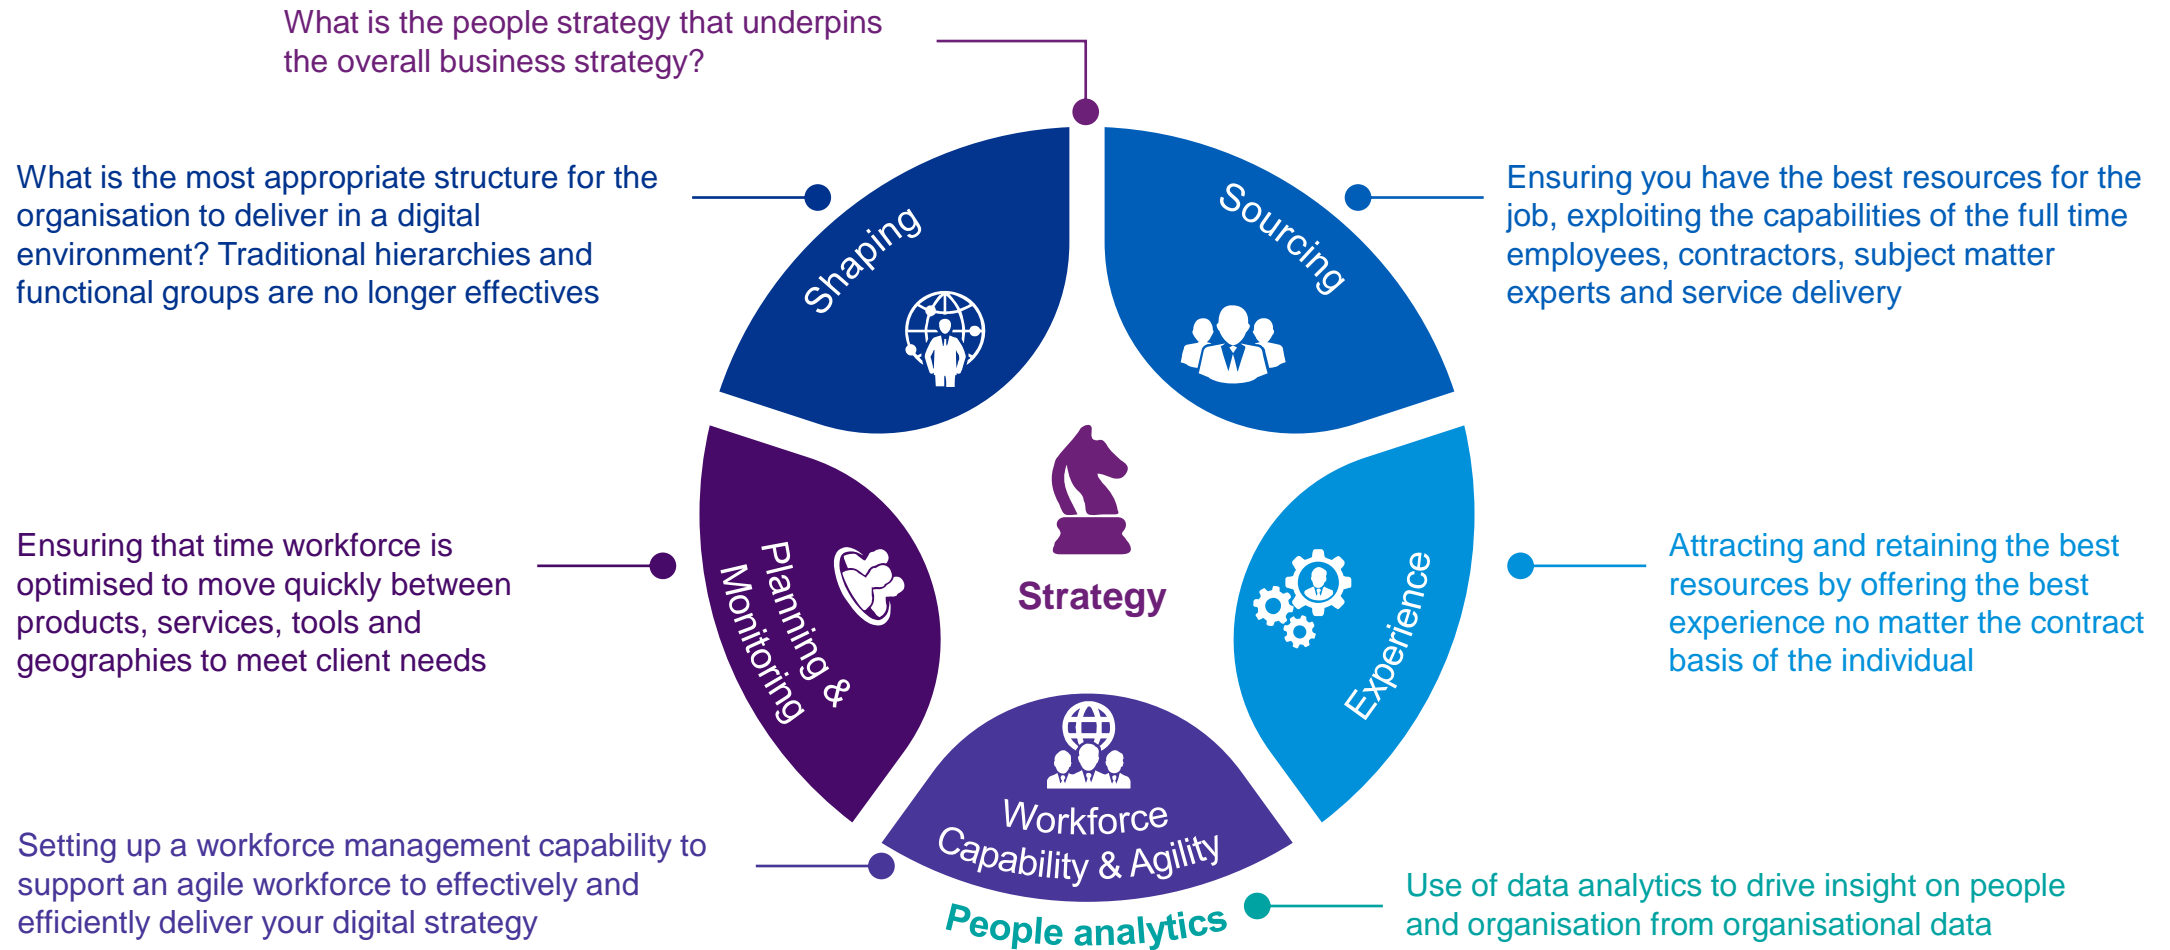 What is the people strategy that underpins
the overall business strategy?
What is the most appropriate structure for the
organisation to deliver in a digital
environment? Traditional hierarchies and
functional groups are no longer effectives
Shaping
Sourcing
Ensuring you have the best resources for the
job, exploiting the capabilities of the full time
employees, contractors, subject matter
experts and service delivery
Ensuring that time workforce is
optimised to move quickly between
products, services, tools and
geographies to meet client needs
Planning &
Monitoring
Strategy
Experience
Attracting and retaining the best
resources by offering the best
experience no matter the contract
basis of the individual
Setting up a workforce management capability to
support an agile workforce to effectively and
efficiently deliver your digital strategy
Workforce
Capability & Agility
People analytics
Use of data analytics to drive insight on people
and organisation from organisational data